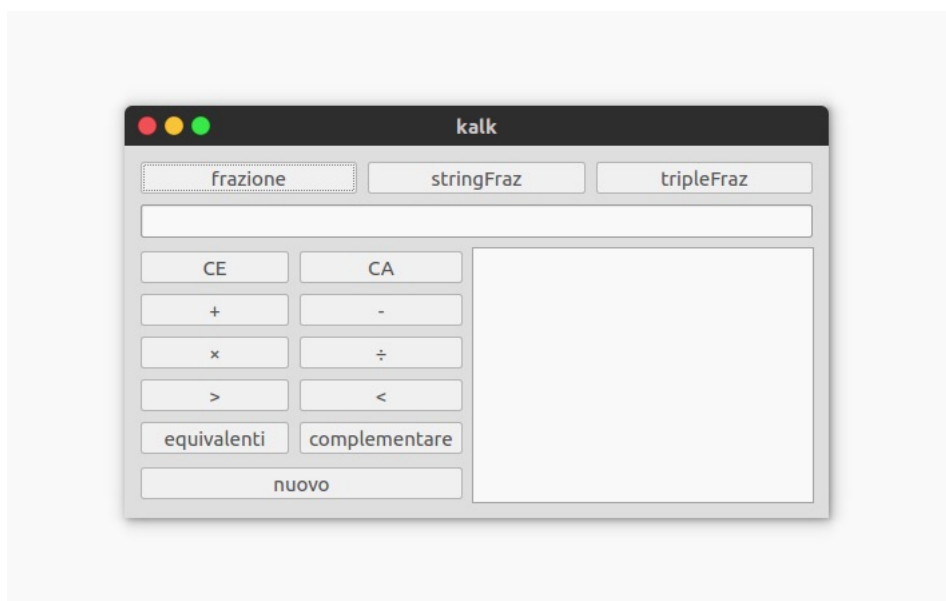 kalk
frazione stringFraz tripleFraz
CE CA
+ -
× ÷
> <
equivalenti complementare
nuovo